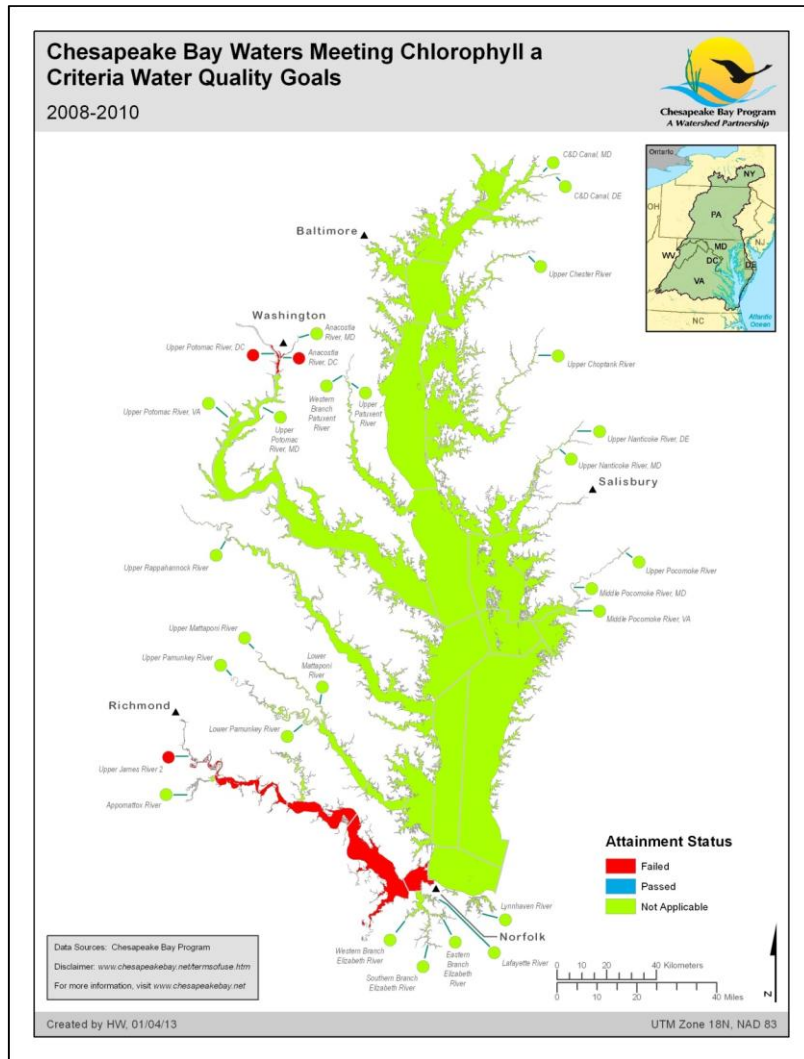 Chesapeake Bay Waters Meeting Chlorophyll a
Criteria Water Quality Goals
2008-2010
Chesapeake Bay Program
A Watershed Partnership
Ontario
NY
OH
PA
NJ
MD
WV
DC
DE
VA
NC
Atlantic
Ocean
C&D Canal, MD
C&D Canal, DE
Baltimore
Upper Chester River
Washington
Anacostia
River, MD
Upper Potomac River, DC
Anacostia
River, DC
Upper Choptank River
Western
Branch
Patuxent
River
Upper
Patuxent
River
Upper Potomac River, VA
Upper
Potomac
River, MD
Upper Nanticoke River, DE
Upper Nanticoke River, MD
Salisbury
Upper Rappahannock River
Upper Pocomoke River
Middle Pocomoke River, MD
Middle Pocomoke River, VA
Upper Mattaponi River
Upper Pamunkey River
Lower
Mattaponi
River
Richmond
Lower Pamunkey River
Upper James River 2
Appomattox River
Attainment Status
Failed
Passed
Not Applicable
Lynnhaven River
Norfolk
Western Branch
Elizabeth River
Southern Branch
Elizabeth River
Eastern
Branch
Elizabeth
River
Lafayette River
Data Sources: Chesapeake Bay Program
Disclaimer: www.chesapeakebay.net/termsofuse.htm
For more information, visit www.chesapeakebay.net
0 10 20 40 Kilometers
0 10 20 40 Miles
N
Created by HW, 01/04/13
UTM Zone 18N, NAD 83